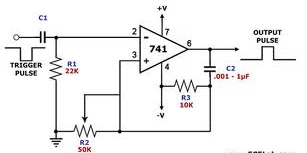 C1
+V
OUTPUT
PULSE
2
7
741
6
TRIGGER
PULSE
R1
22K
3
4
C2
.001 - 1µF
R3
10K
-V
R2
50K